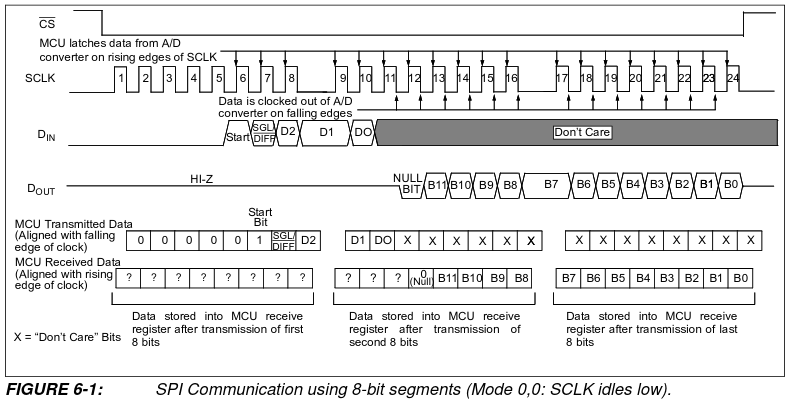 CS
MCU latches data from A/D
converter on rising edges of SCLK
SCLK
1 2 3 4 5 6 7 8 9 10 11 12 13 14 15 16 17 18 19 20 21 22 23 24
Data is clocked out of A/D
converter on falling edges
DIN
Start SGL/DIFF D2 D1 DO Don't Care
HI-Z
DOUT
NULL BIT B11 B10 B9 B8 B7 B6 B5 B4 B3 B2 B1 B0
Start
Bit
MCU Transmitted Data
(Aligned with falling
edge of clock)
0 0 0 0 0 1 SGL/DIFF D2 D1 DO X X X X X X X X X X X X X X
MCU Received Data
(Aligned with rising
edge of clock)
? ? ? ? ? ? ? ? ? ? ? 0 (Null) B11 B10 B9 B8 B7 B6 B5 B4 B3 B2 B1 B0
Data stored into MCU receive
register after transmission of first
8 bits
Data stored into MCU receive
register after transmission of
second 8 bits
Data stored into MCU receive
register after transmission of last
8 bits
X = “Don't Care” Bits
FIGURE 6-1: SPI Communication using 8-bit segments (Mode 0,0: SCLK idles low).